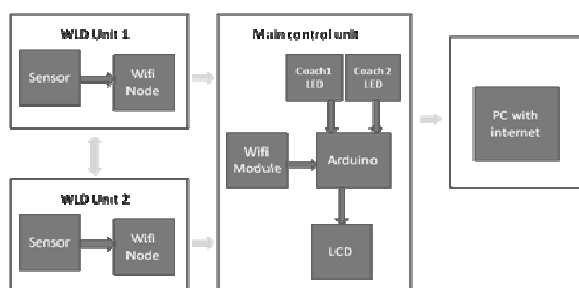 WLD Unit 1
Sensor
Wifi
Node
WLD Unit 2
Sensor
Wifi
Node
Main control unit
Coach1
LED
Coach 2
LED
Wifi
Module
Arduino
LCD
PC with
internet